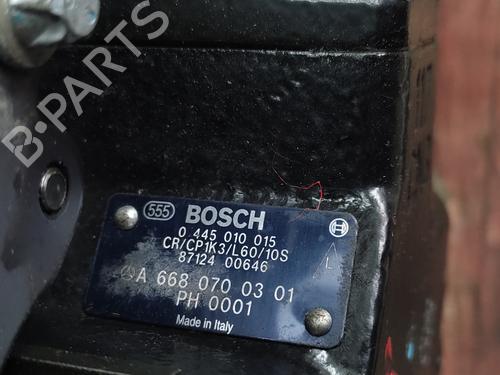 B-PARTS
555 BOSCH
0 445 010 015
CR/CP1K3/L60/10S
87124 00646
L
A 668 070 03 01
PH 0001
Made in Italy